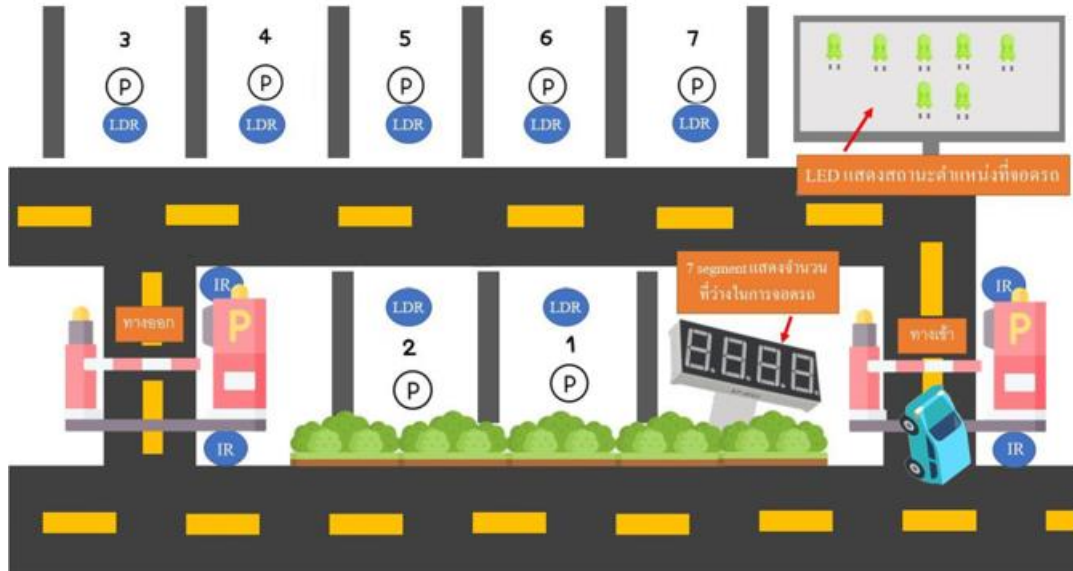 3 4 5 6 7
P P P P P
LDR LDR LDR LDR LDR
LED แสดงสถานะตำแหน่งที่จอดรถ
IR
7 segment แสดงจำนวน
ที่ว่างในการจอดรถ
IR
LDR LDR
P
ทางออก
2 1
ทางเข้า
P
P P
8.8.8.8
IR
IR